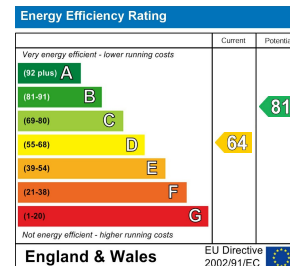 Energy Efficiency Rating
Current Potentia
Very energy efficient - lower running costs
(92 plus) A
(81-91) B
(69-80) C
(55-68) D
(39-54) E
(21-38) F
(1-20) G
64
81
Not energy efficient - higher running costs
England & Wales
EU Directive
2002/91/EC